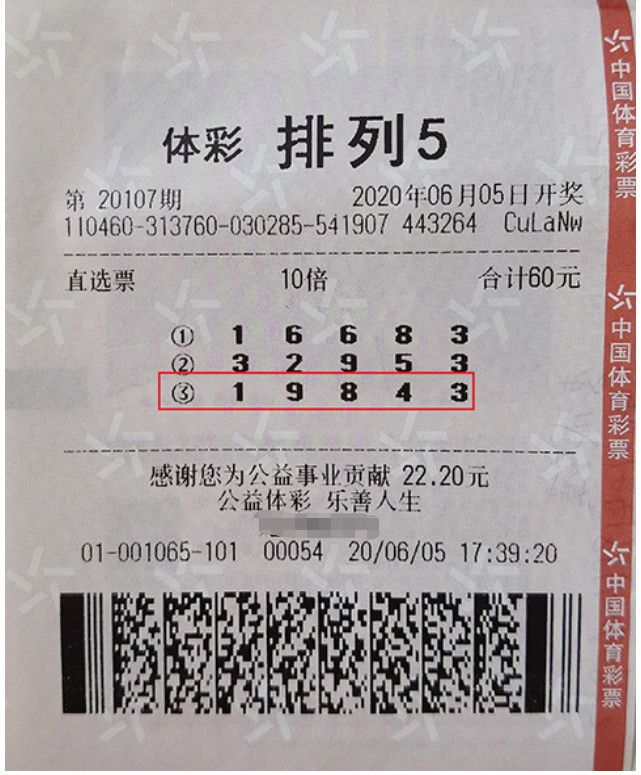 体彩 排列5
第 20107期 2020年06月05日开奖
110460-313760-030285-541907 443264 CuLaNw
直选票 10倍 合计60元
① 1 6 6 8 3
② 3 2 9 5 3
③ 1 9 8 4 3
感谢您为公益事业贡献 22.20元
公益体彩 乐善人生
01-001065-101 00054 20/06/05 17:39:20
中国体育彩票
中国体育彩票
中国体育彩票